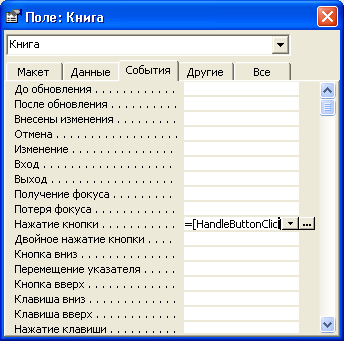 Поле: Книга
Книга
Макет Данные События Другие Все
До обновления . . . . . . . . . .
После обновления . . . . . . . . . .
Внесены изменения . . . . . . . . .
Отмена . . . . . . . . . . . . . . . .
Изменение . . . . . . . . . . . . . .
Вход . . . . . . . . . . . . . . . . . .
Выход . . . . . . . . . . . . . . . . .
Получение фокуса . . . . . . . . . .
Потеря фокуса . . . . . . . . . . . .
Нажатие кнопки . . . . . . . . . . . =[HandleButtonClic ...
Двойное нажатие кнопки . . . . .
Кнопка вниз . . . . . . . . . . . . .
Перемещение указателя . . . . . .
Кнопка вверх . . . . . . . . . . . .
Клавиша вниз . . . . . . . . . . . .
Клавиша вверх . . . . . . . . . . .
Нажатие клавиши . . . . . . . . . .